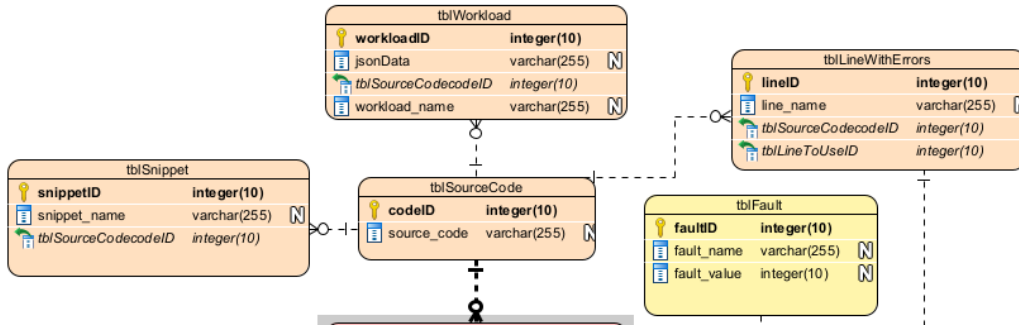 tblWorkload
workloadID integer(10)
jsonData varchar(255) N
tblSourceCodecodeID integer(10)
workload_name varchar(255) N
tblLineWithErrors
lineID integer(10)
line_name varchar(255) N
tblSourceCodecodeID integer(10)
tblLineToUseID integer(10)
tblSnippet
snippetID integer(10)
snippet_name varchar(255) N
tblSourceCodecodeID integer(10)
tblSourceCode
codeID integer(10)
source_code varchar(255) N
tblFault
faultID integer(10)
fault_name varchar(255) N
fault_value integer(10) N